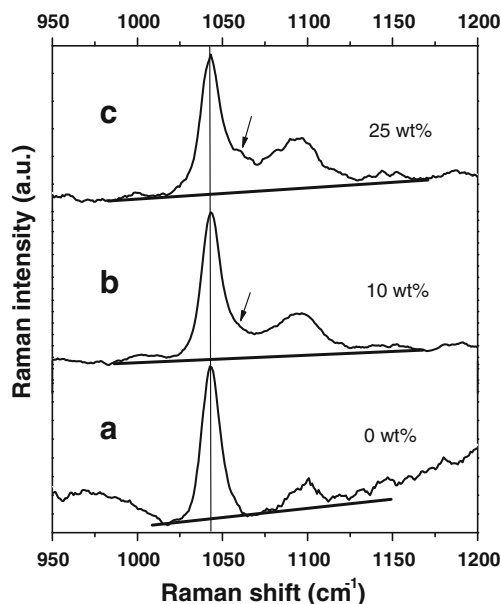 950 1000 1050 1100 1150 1200
c
25 wt%
b
10 wt%
a
0 wt%
Raman intensity (a.u.)
950 1000 1050 1100 1150 1200
Raman shift (cm-1)